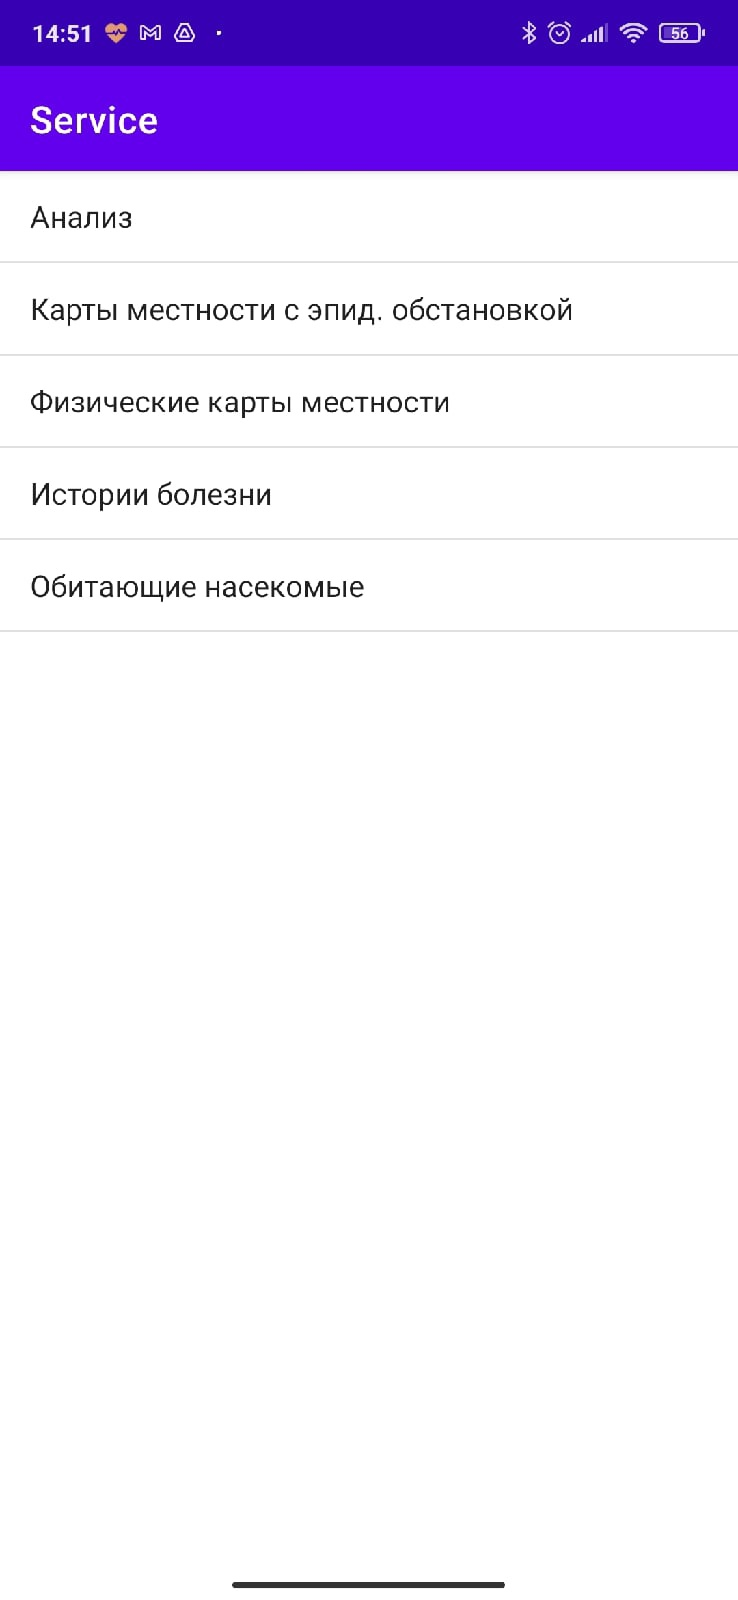 14:51
56
Service
Анализ
Карты местности с эпид. обстановкой
Физические карты местности
Истории болезни
Обитающие насекомые